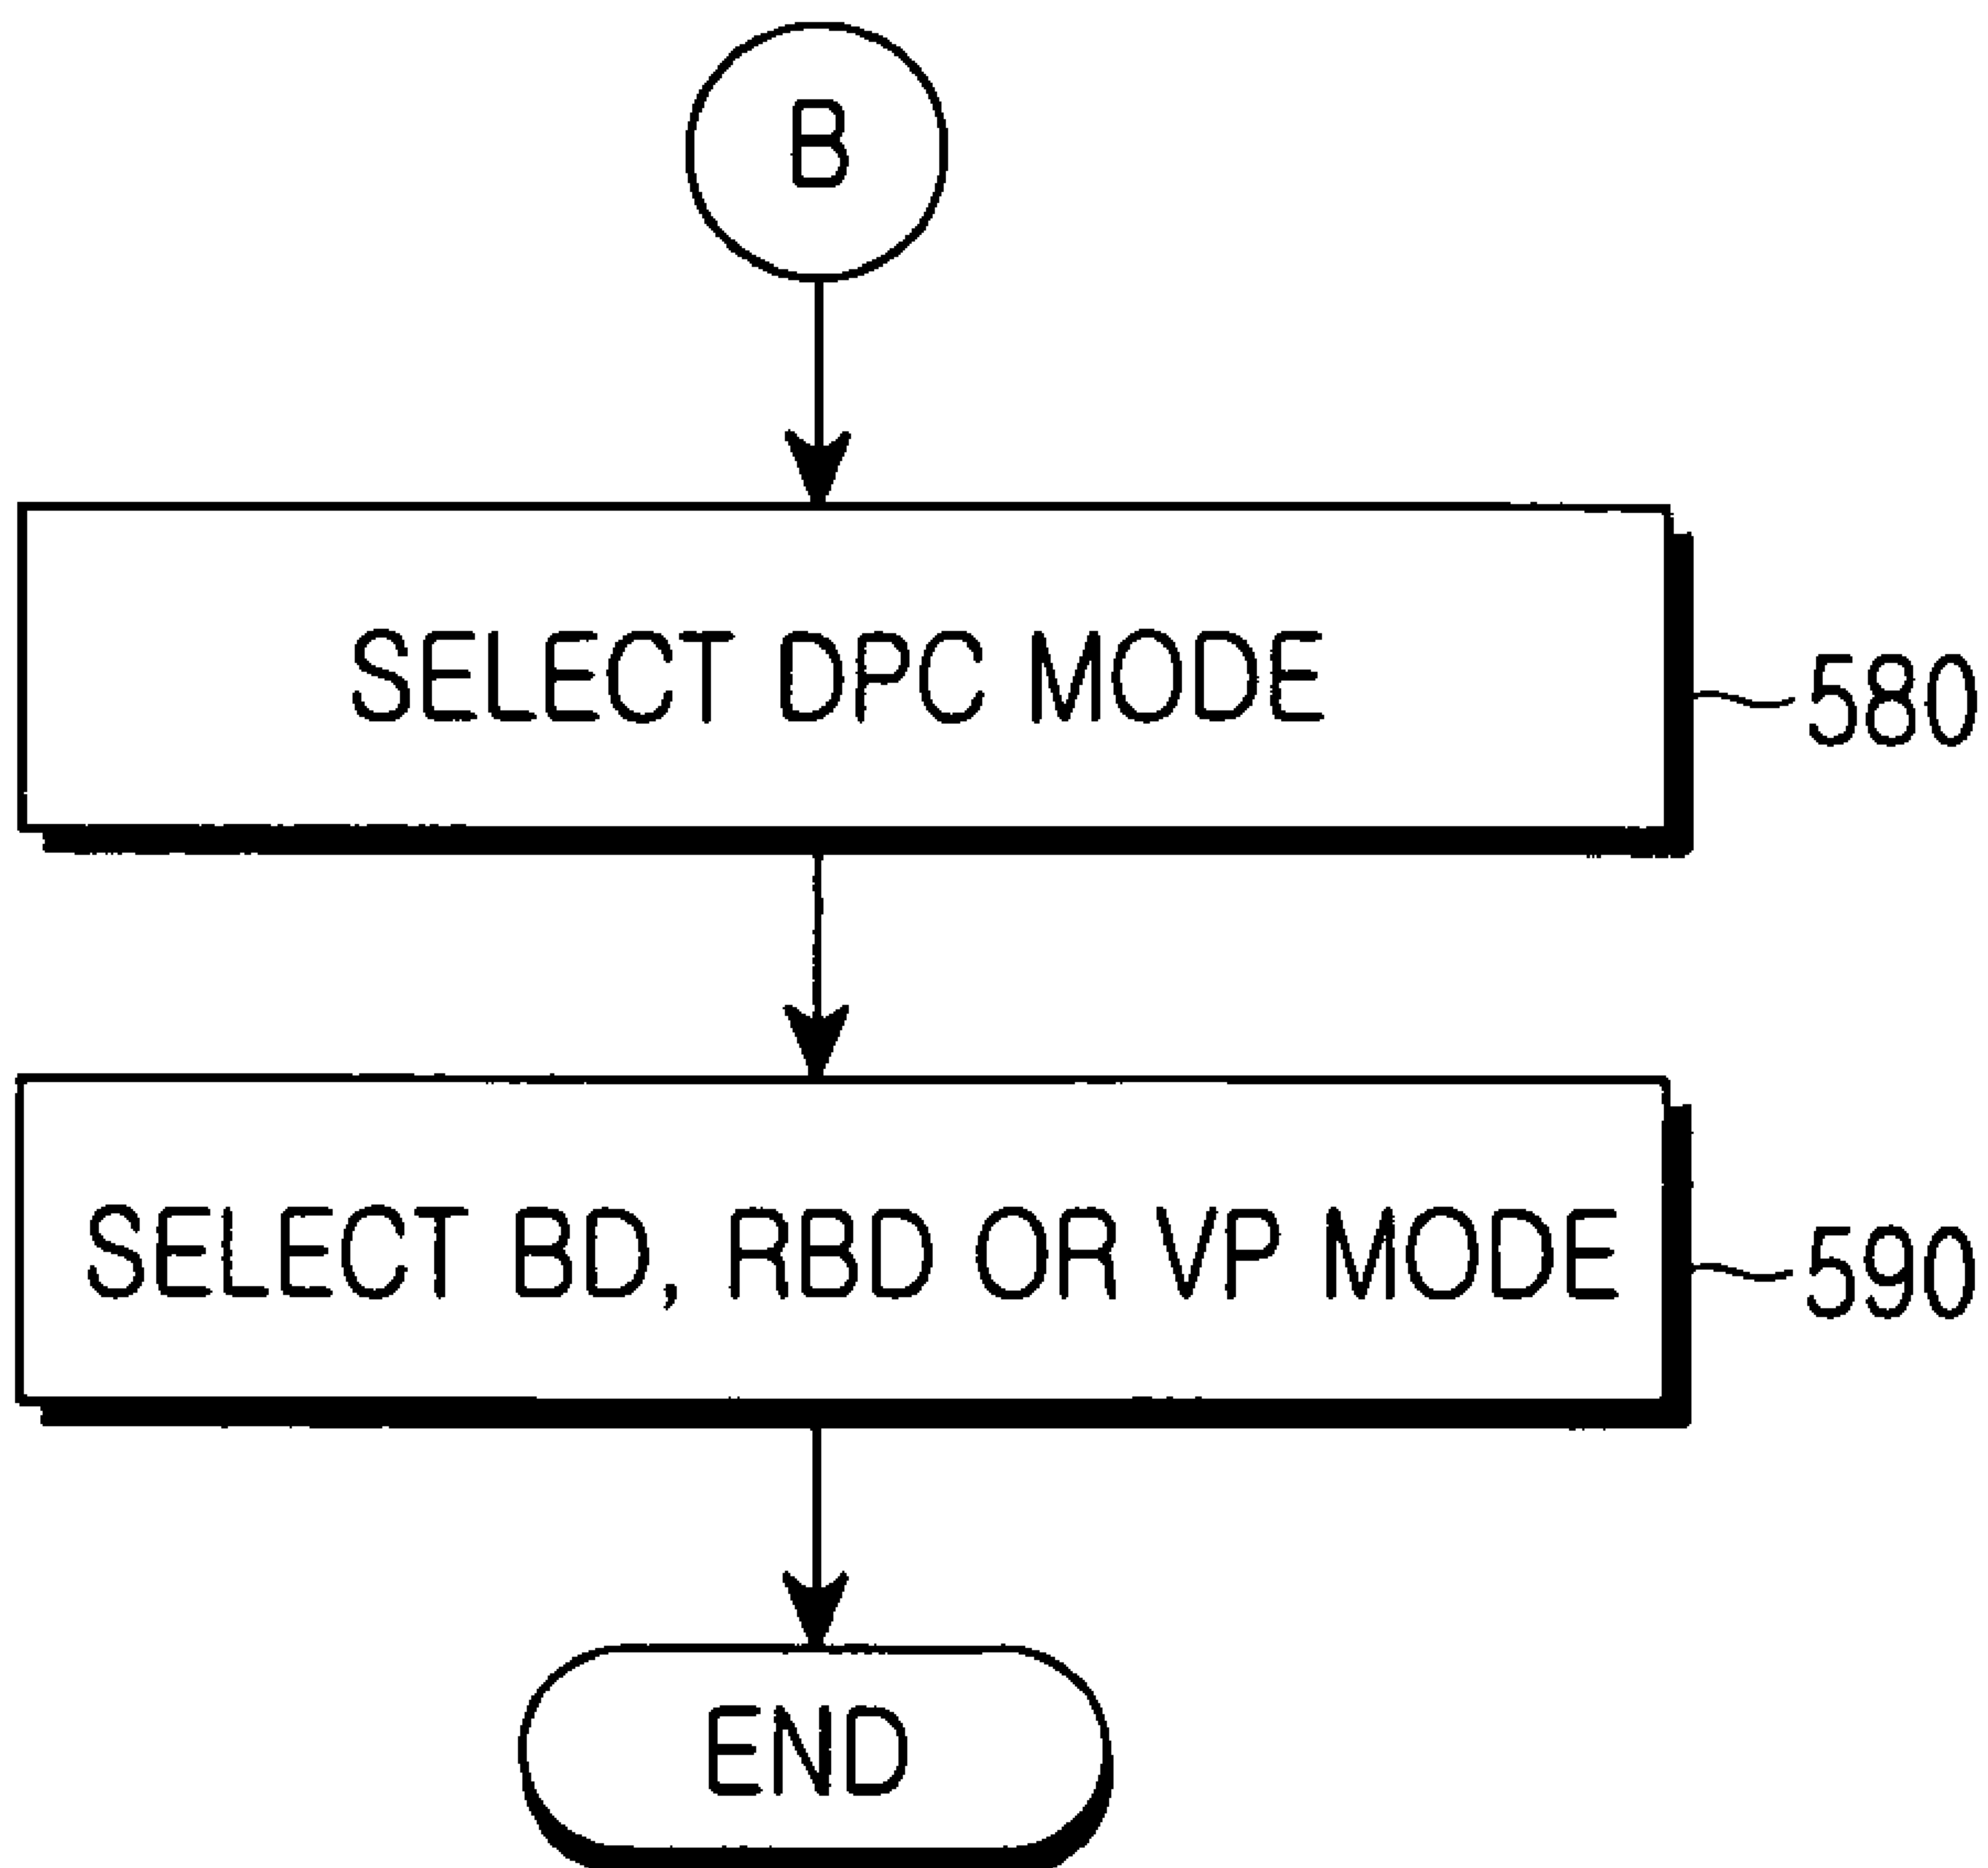 B
SELECT DPC MODE
580
SELECT BD, RBD OR VP MODE
590
END